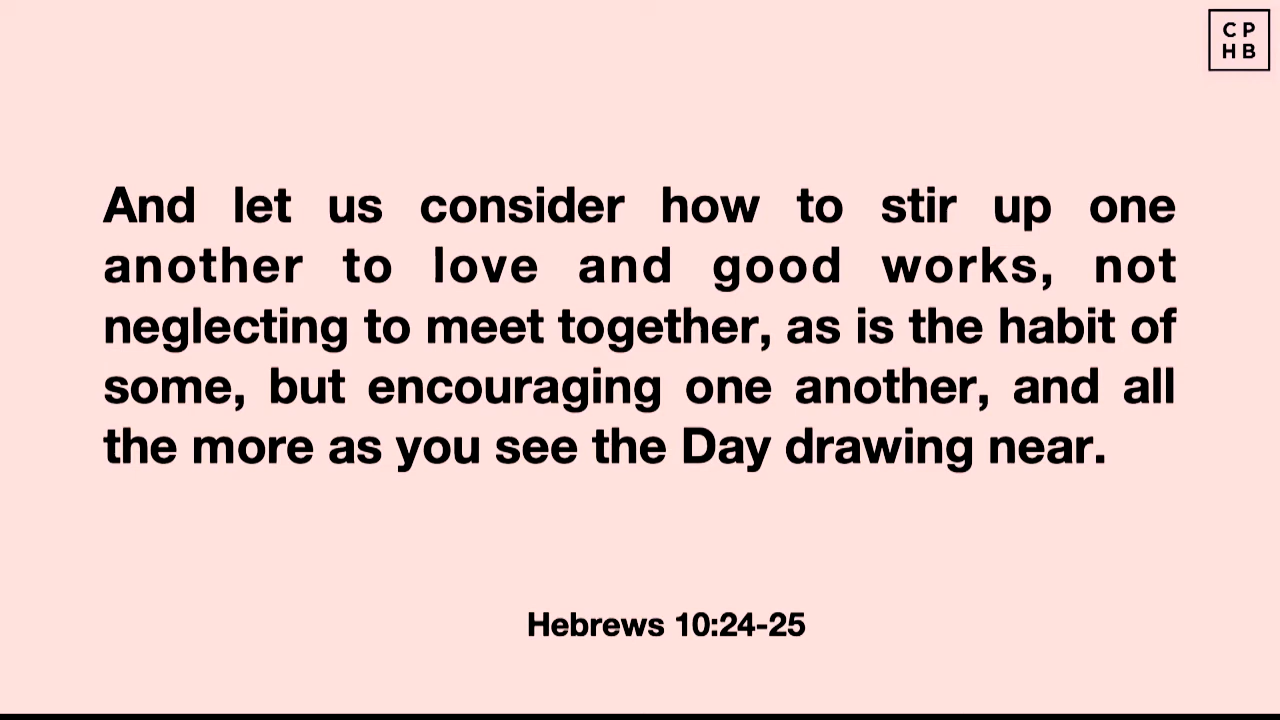 C P
H B
And let us consider how to stir up one
another to love and good works, not
neglecting to meet together, as is the habit of
some, but encouraging one another, and all
the more as you see the Day drawing near.
Hebrews 10:24-25